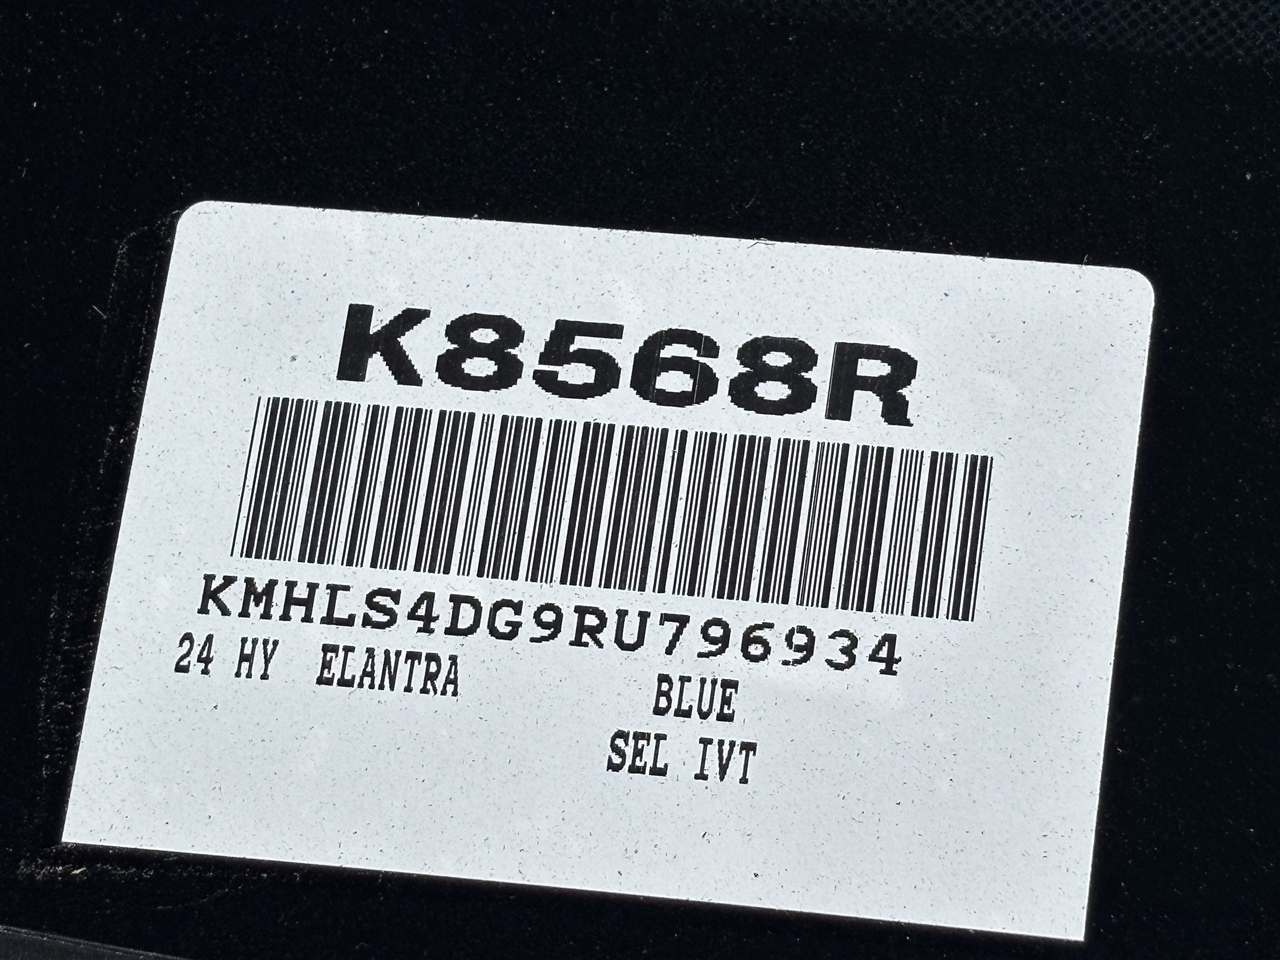 K8568R
KMHLS4DG9RU796934
24 HY ELANTRA BLUE
SEL IVT